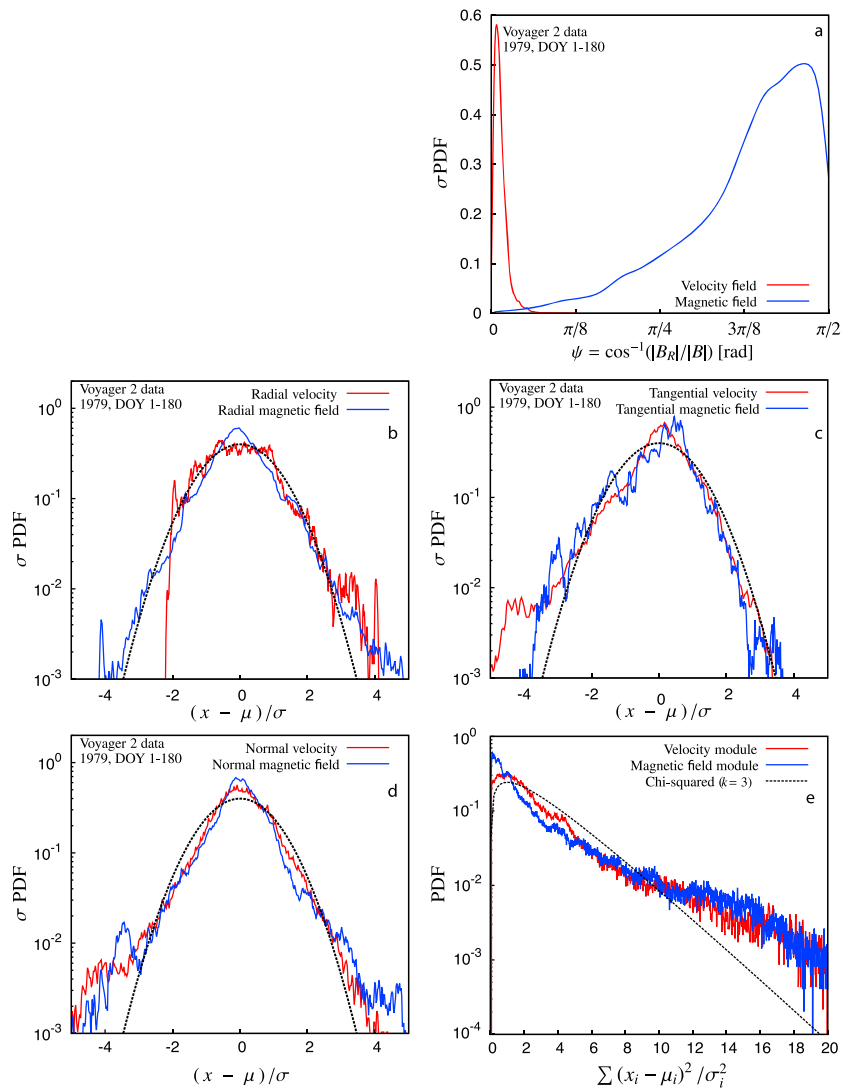 Voyager 2 data
1979, DOY 1-180
a
0.6
0.5
0.4
0.3
0.2
0.1
0
σPDF
Velocity field
Magnetic field
0 π/8 π/4 3π/8 π/2
ψ = cos⁻¹(|B_R|/|B|) [rad]
Voyager 2 data
1979, DOY 1-180
Radial velocity
Radial magnetic field
b
10⁰
10⁻¹
10⁻²
10⁻³
σ PDF
-4 -2 0 2 4
(x − μ)/σ
Voyager 2 data
1979, DOY 1-180
Tangential velocity
Tangential magnetic field
c
10⁰
10⁻¹
10⁻²
10⁻³
σ PDF
-4 -2 0 2 4
(x − μ)/σ
Voyager 2 data
1979, DOY 1-180
Normal velocity
Normal magnetic field
d
10⁰
10⁻¹
10⁻²
10⁻³
σ PDF
-4 -2 0 2 4
(x − μ)/σ
Velocity module
Magnetic field module
Chi-squared (k = 3)
e
10⁰
10⁻¹
10⁻²
10⁻³
10⁻⁴
PDF
0 2 4 6 8 10 12 14 16 18 20
∑ (x_i − μ_i)²/σ_i²